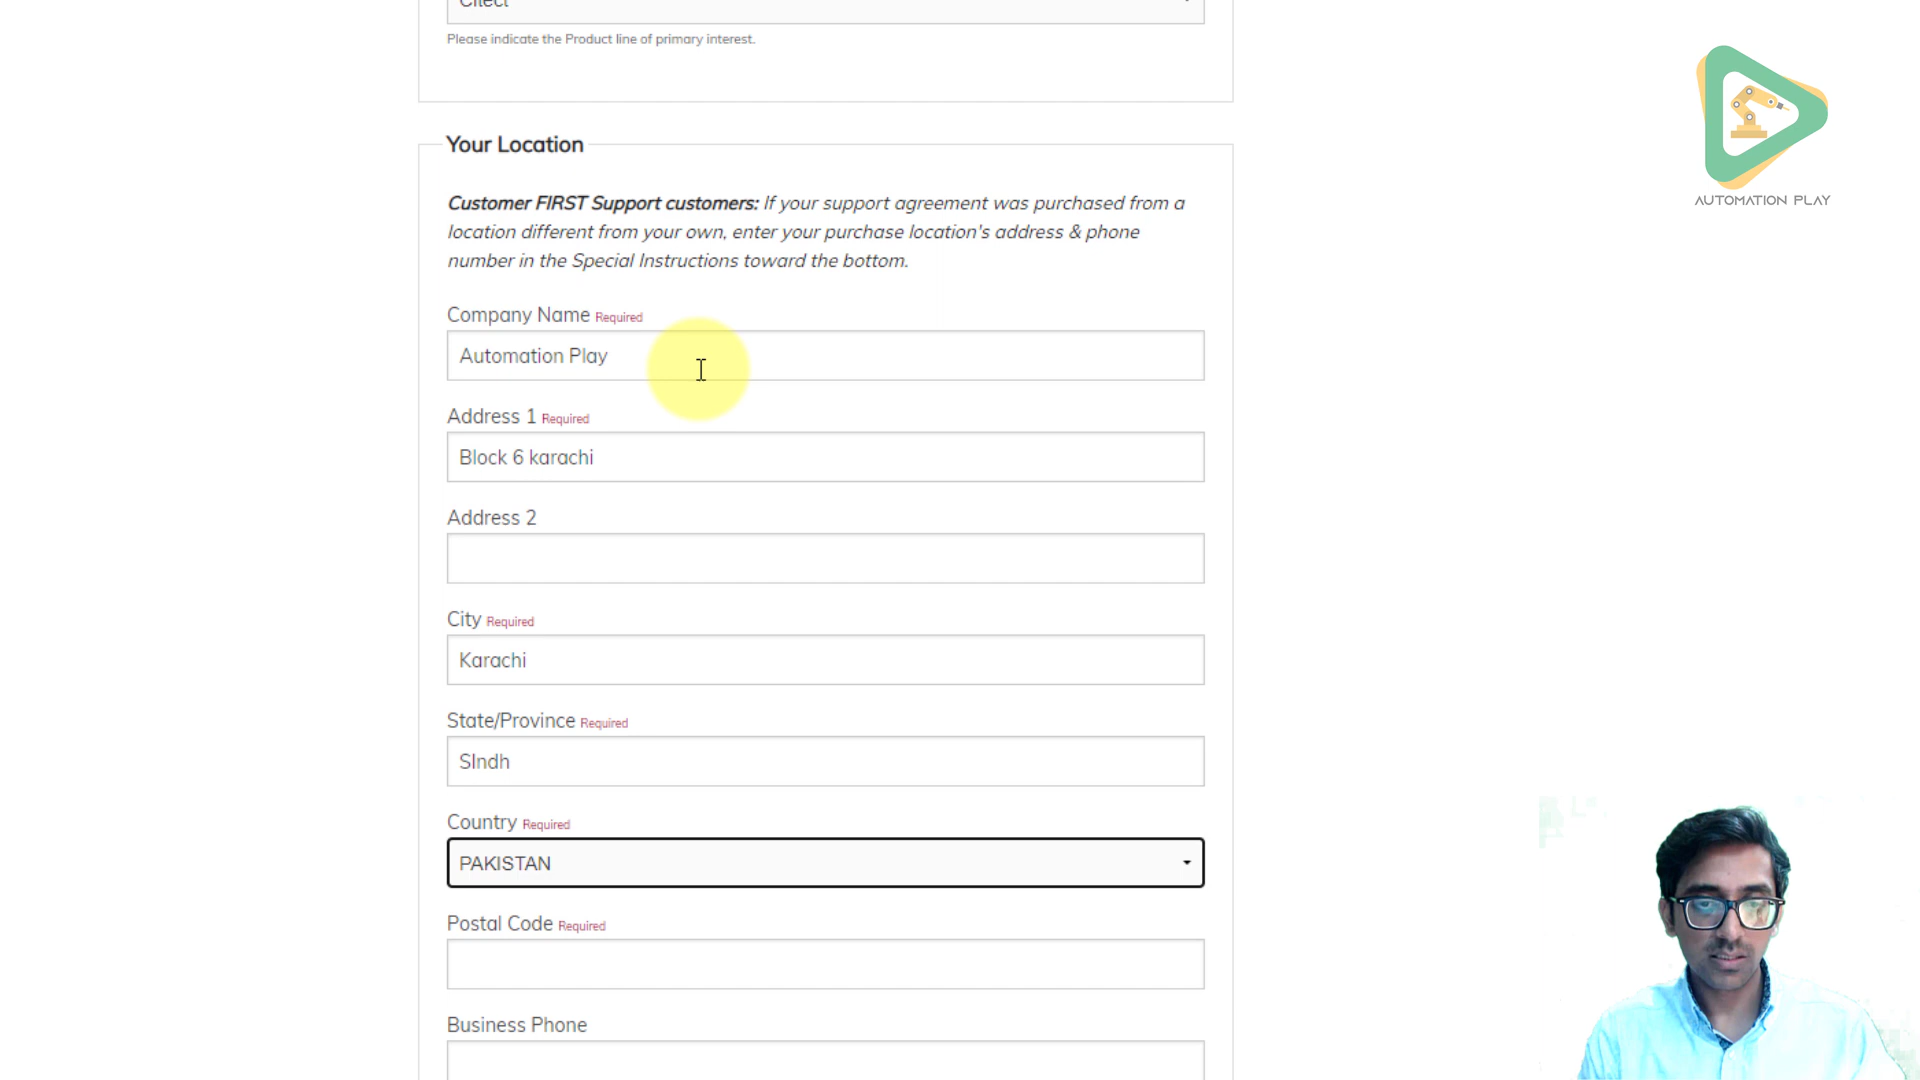 Citect
Please indicate the Product line of primary interest.
AUTOMATION PLAY
Your Location
Customer FIRST Support customers: If your support agreement was purchased from a
location different from your own, enter your purchase location's address & phone
number in the Special Instructions toward the bottom.
Company Name Required
Automation Play
Address 1 Required
Block 6 karachi
Address 2
City Required
Karachi
State/Province Required
SIndh
Country Required
PAKISTAN
Postal Code Required
Business Phone